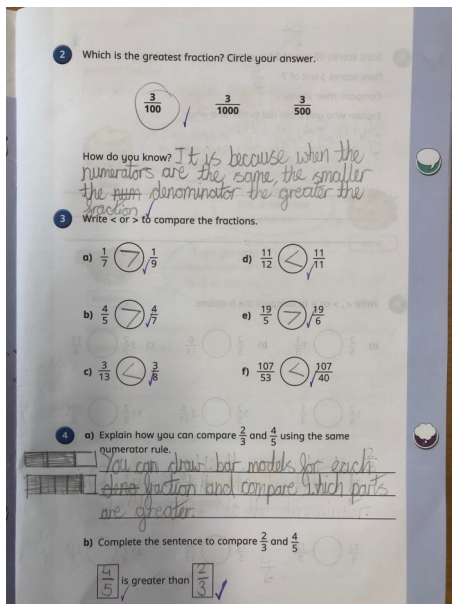 2 Which is the greatest fraction? Circle your answer.
3/100 3/1000 3/500
How do you know? It is because when the
numerators are the same, the smaller
the num denominator the greater the
fraction
3 Write < or > to compare the fractions.
a) 1/7 > 1/9 d) 11/12 < 11/11
b) 4/5 > 4/7 e) 19/5 > 19/6
c) 3/13 < 3/8 f) 107/53 < 107/40
4 a) Explain how you can compare 2/3 and 4/5 using the same
numerator rule.
You can draw bar models for each
fraction and compare which parts
are greater.
b) Complete the sentence to compare 2/3 and 4/5
4/5 is greater than 2/3